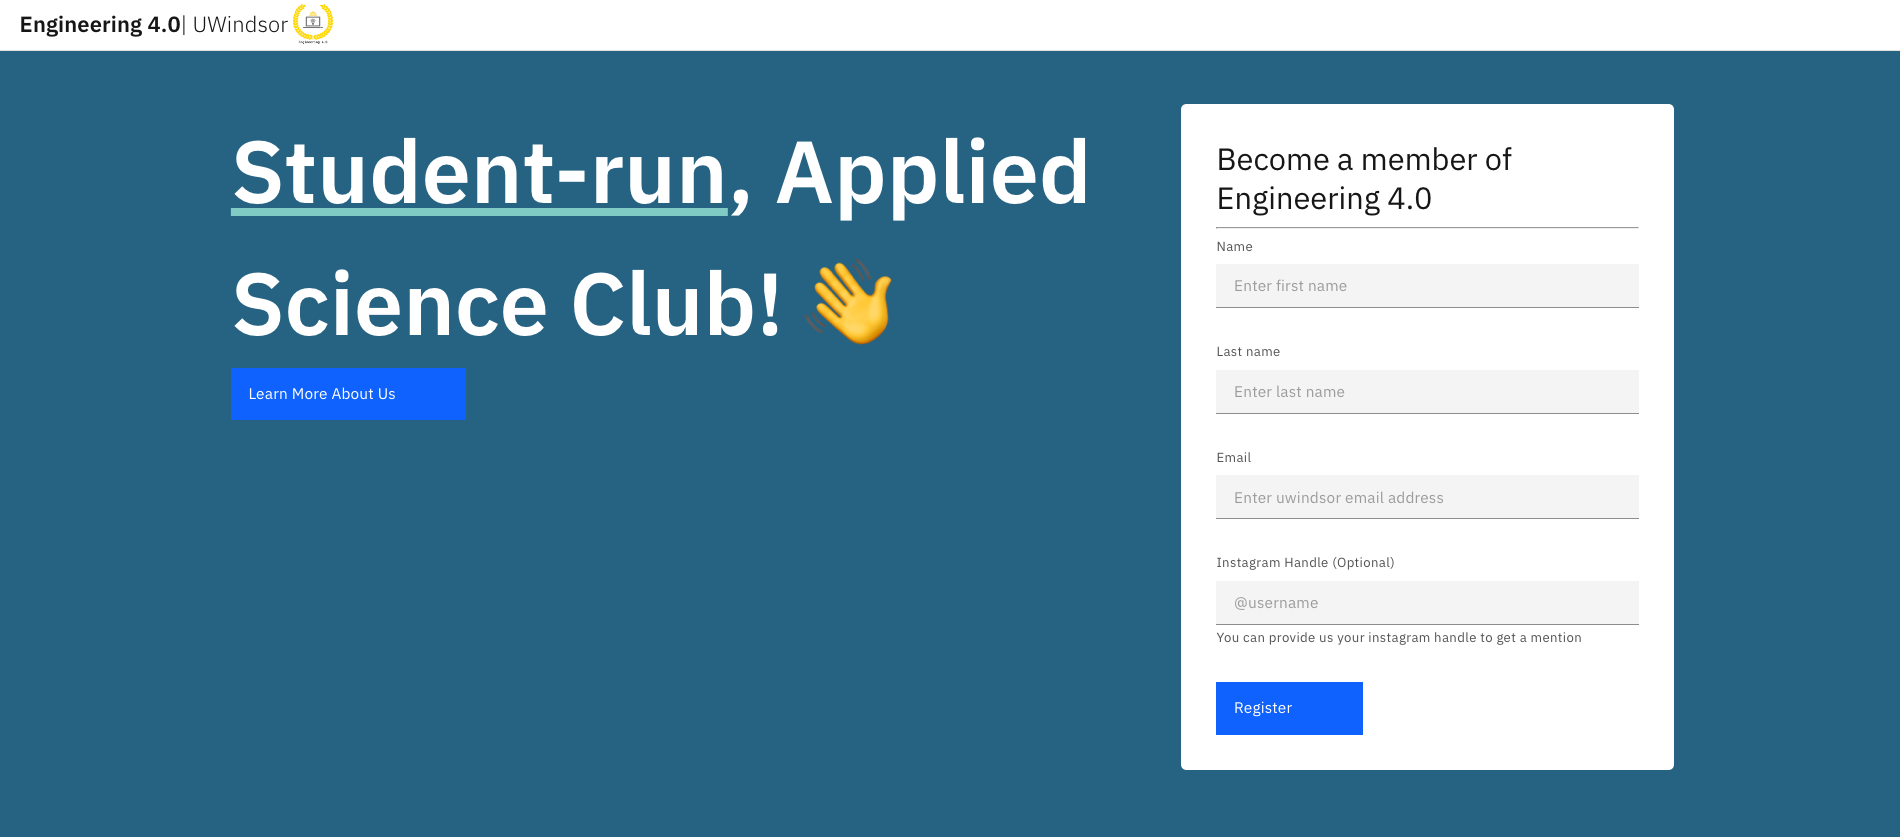 Engineering 4.0| UWindsor
Student-run, Applied
Science Club! 👋
Learn More About Us
Become a member of
Engineering 4.0
Name
Enter first name
Last name
Enter last name
Email
Enter uwindsor email address
Instagram Handle (Optional)
@username
You can provide us your instagram handle to get a mention
Register